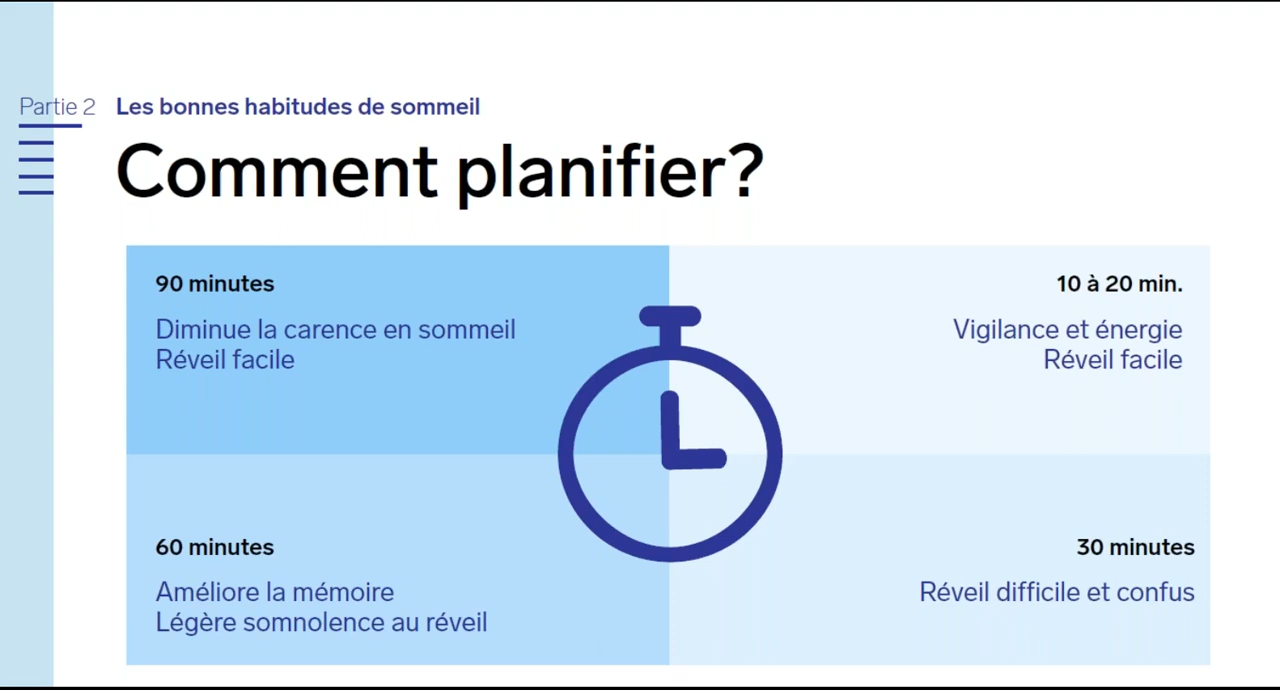 Partie 2 Les bonnes habitudes de sommeil
Comment planifier?
90 minutes
Diminue la carence en sommeil
Réveil facile
10 à 20 min.
Vigilance et énergie
Réveil facile
60 minutes
Améliore la mémoire
Légère somnolence au réveil
30 minutes
Réveil difficile et confus